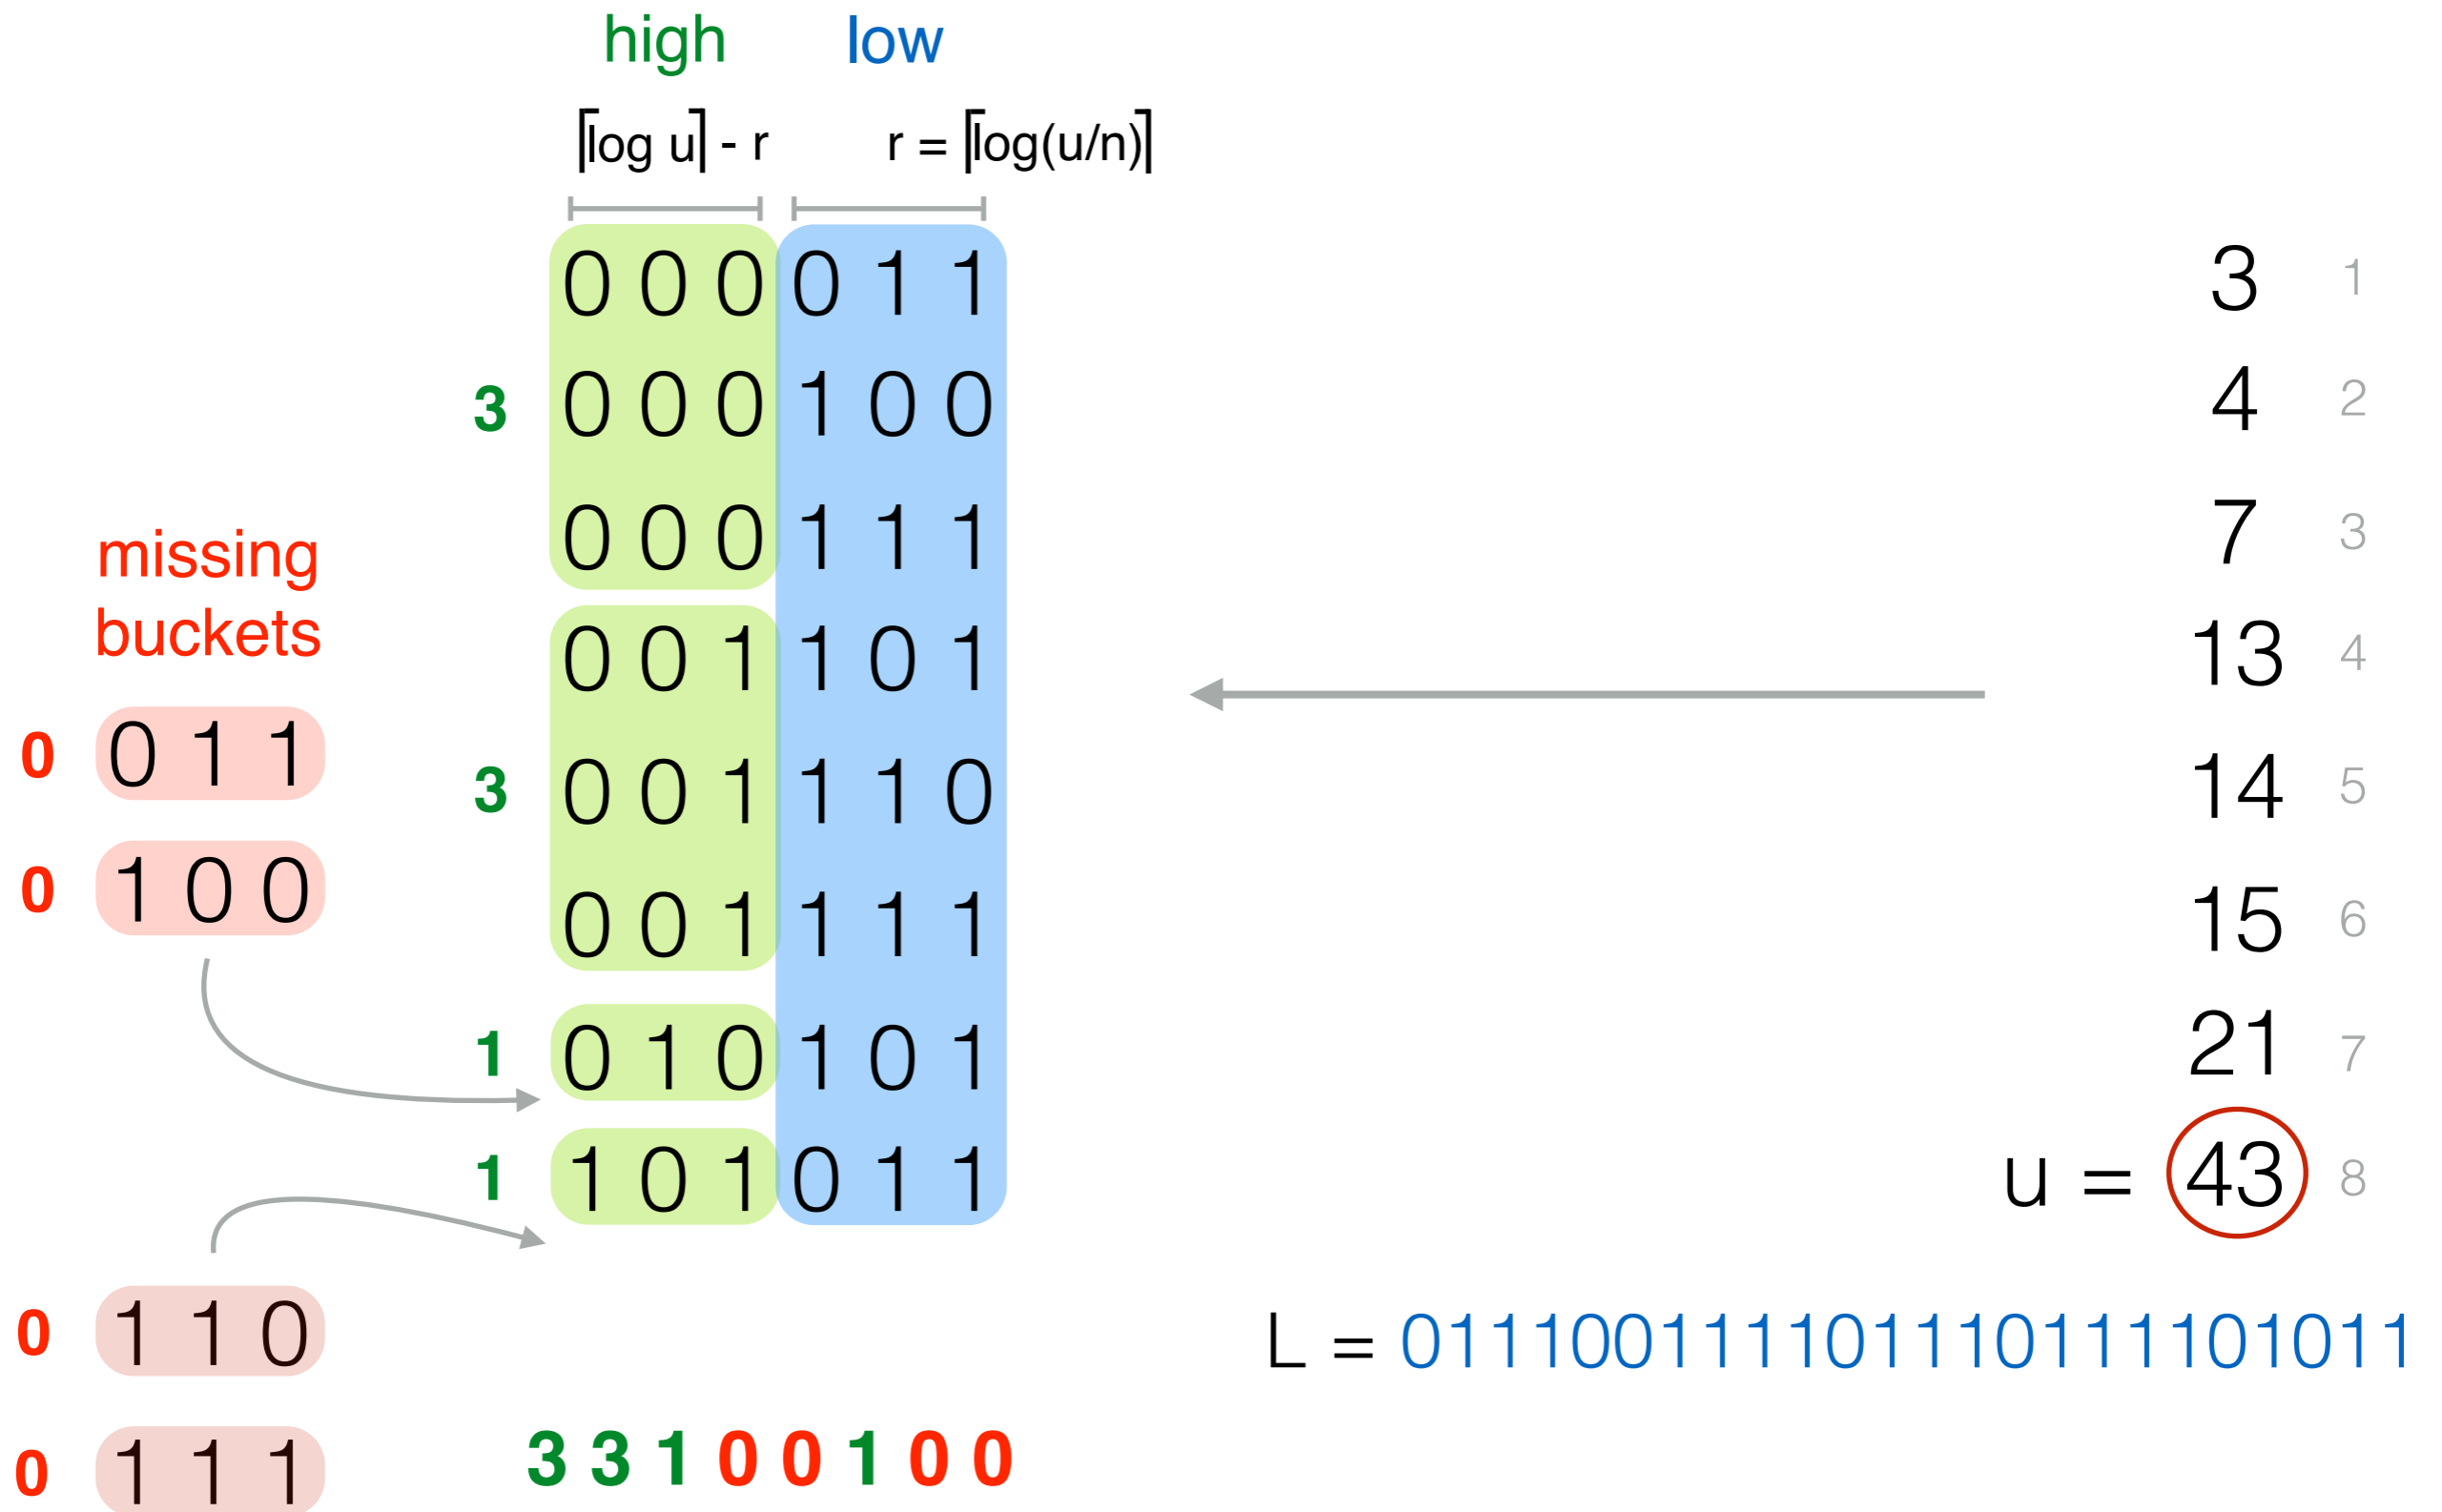 high low
⌈log u⌉ - r r = ⌈log(u/n)⌉
0 0 0 0 1 1 3 1
3 0 0 0 1 0 0 4 2
0 0 0 1 1 1 7 3
missing
buckets
0 0 1 1 0 1 13 4
0 0 1 1
3 0 0 1 1 1 0 14 5
0 1 0 0
0 0 1 1 1 1 15 6
1 0 1 0 1 0 1 21 7
1 1 0 1 0 1 1 u = 43 8
0 1 1 0
L = 011100111101110111101011
3 3 1 0 0 1 0 0
0 1 1 1